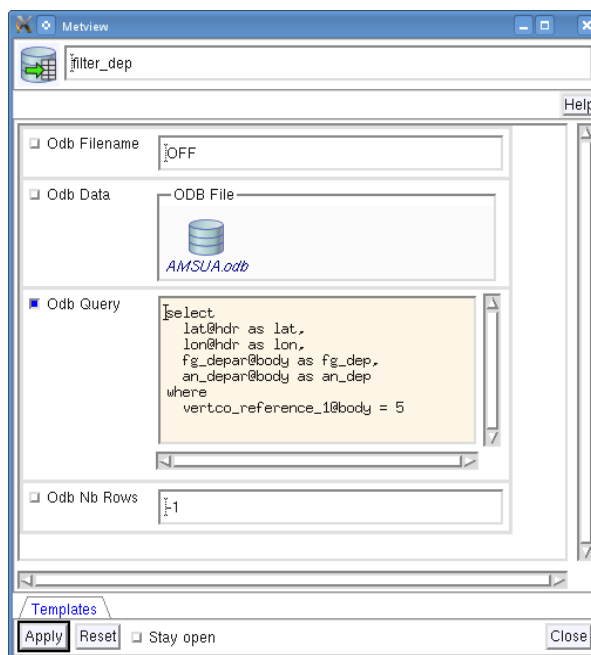 Metview
filter_dep
Help
Odb Filename
OFF
Odb Data
ODB File
AMSUA.odb
Odb Query
select
lat@hdr as lat,
lon@hdr as lon,
fg_depar@body as fg_dep,
an_depar@body as an_dep
where
vertco_reference_1@body = 5
Odb Nb Rows
-1
Templates
Apply Reset Stay open Close